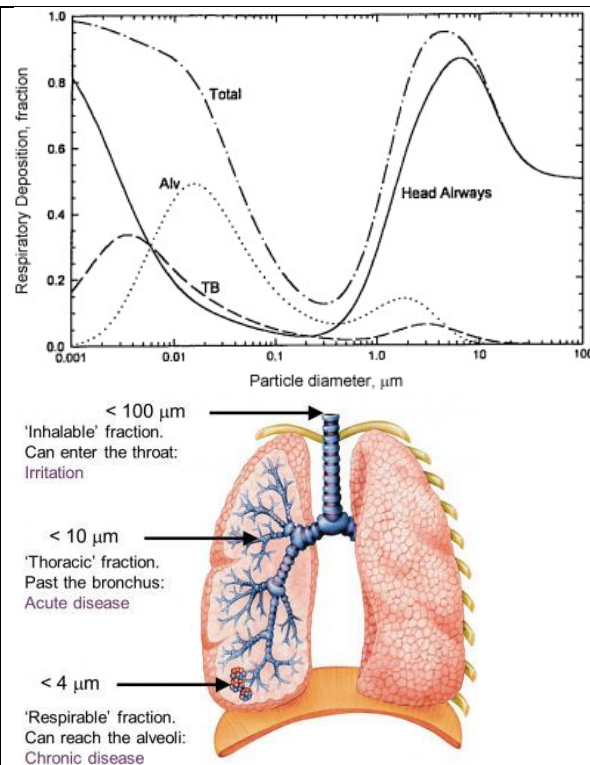 1.0
0.8
0.6
0.4
0.2
0.0
Respiratory Deposition, fraction
Total
Alv
TB
Head Airways
0.001
0.01
0.1
1.0
10
100
Particle diameter, μm
< 100 μm
'Inhalable' fraction.
Can enter the throat:
Irritation
< 10 μm
'Thoracic' fraction.
Past the bronchus:
Acute disease
< 4 μm
'Respirable' fraction.
Can reach the alveoli:
Chronic disease